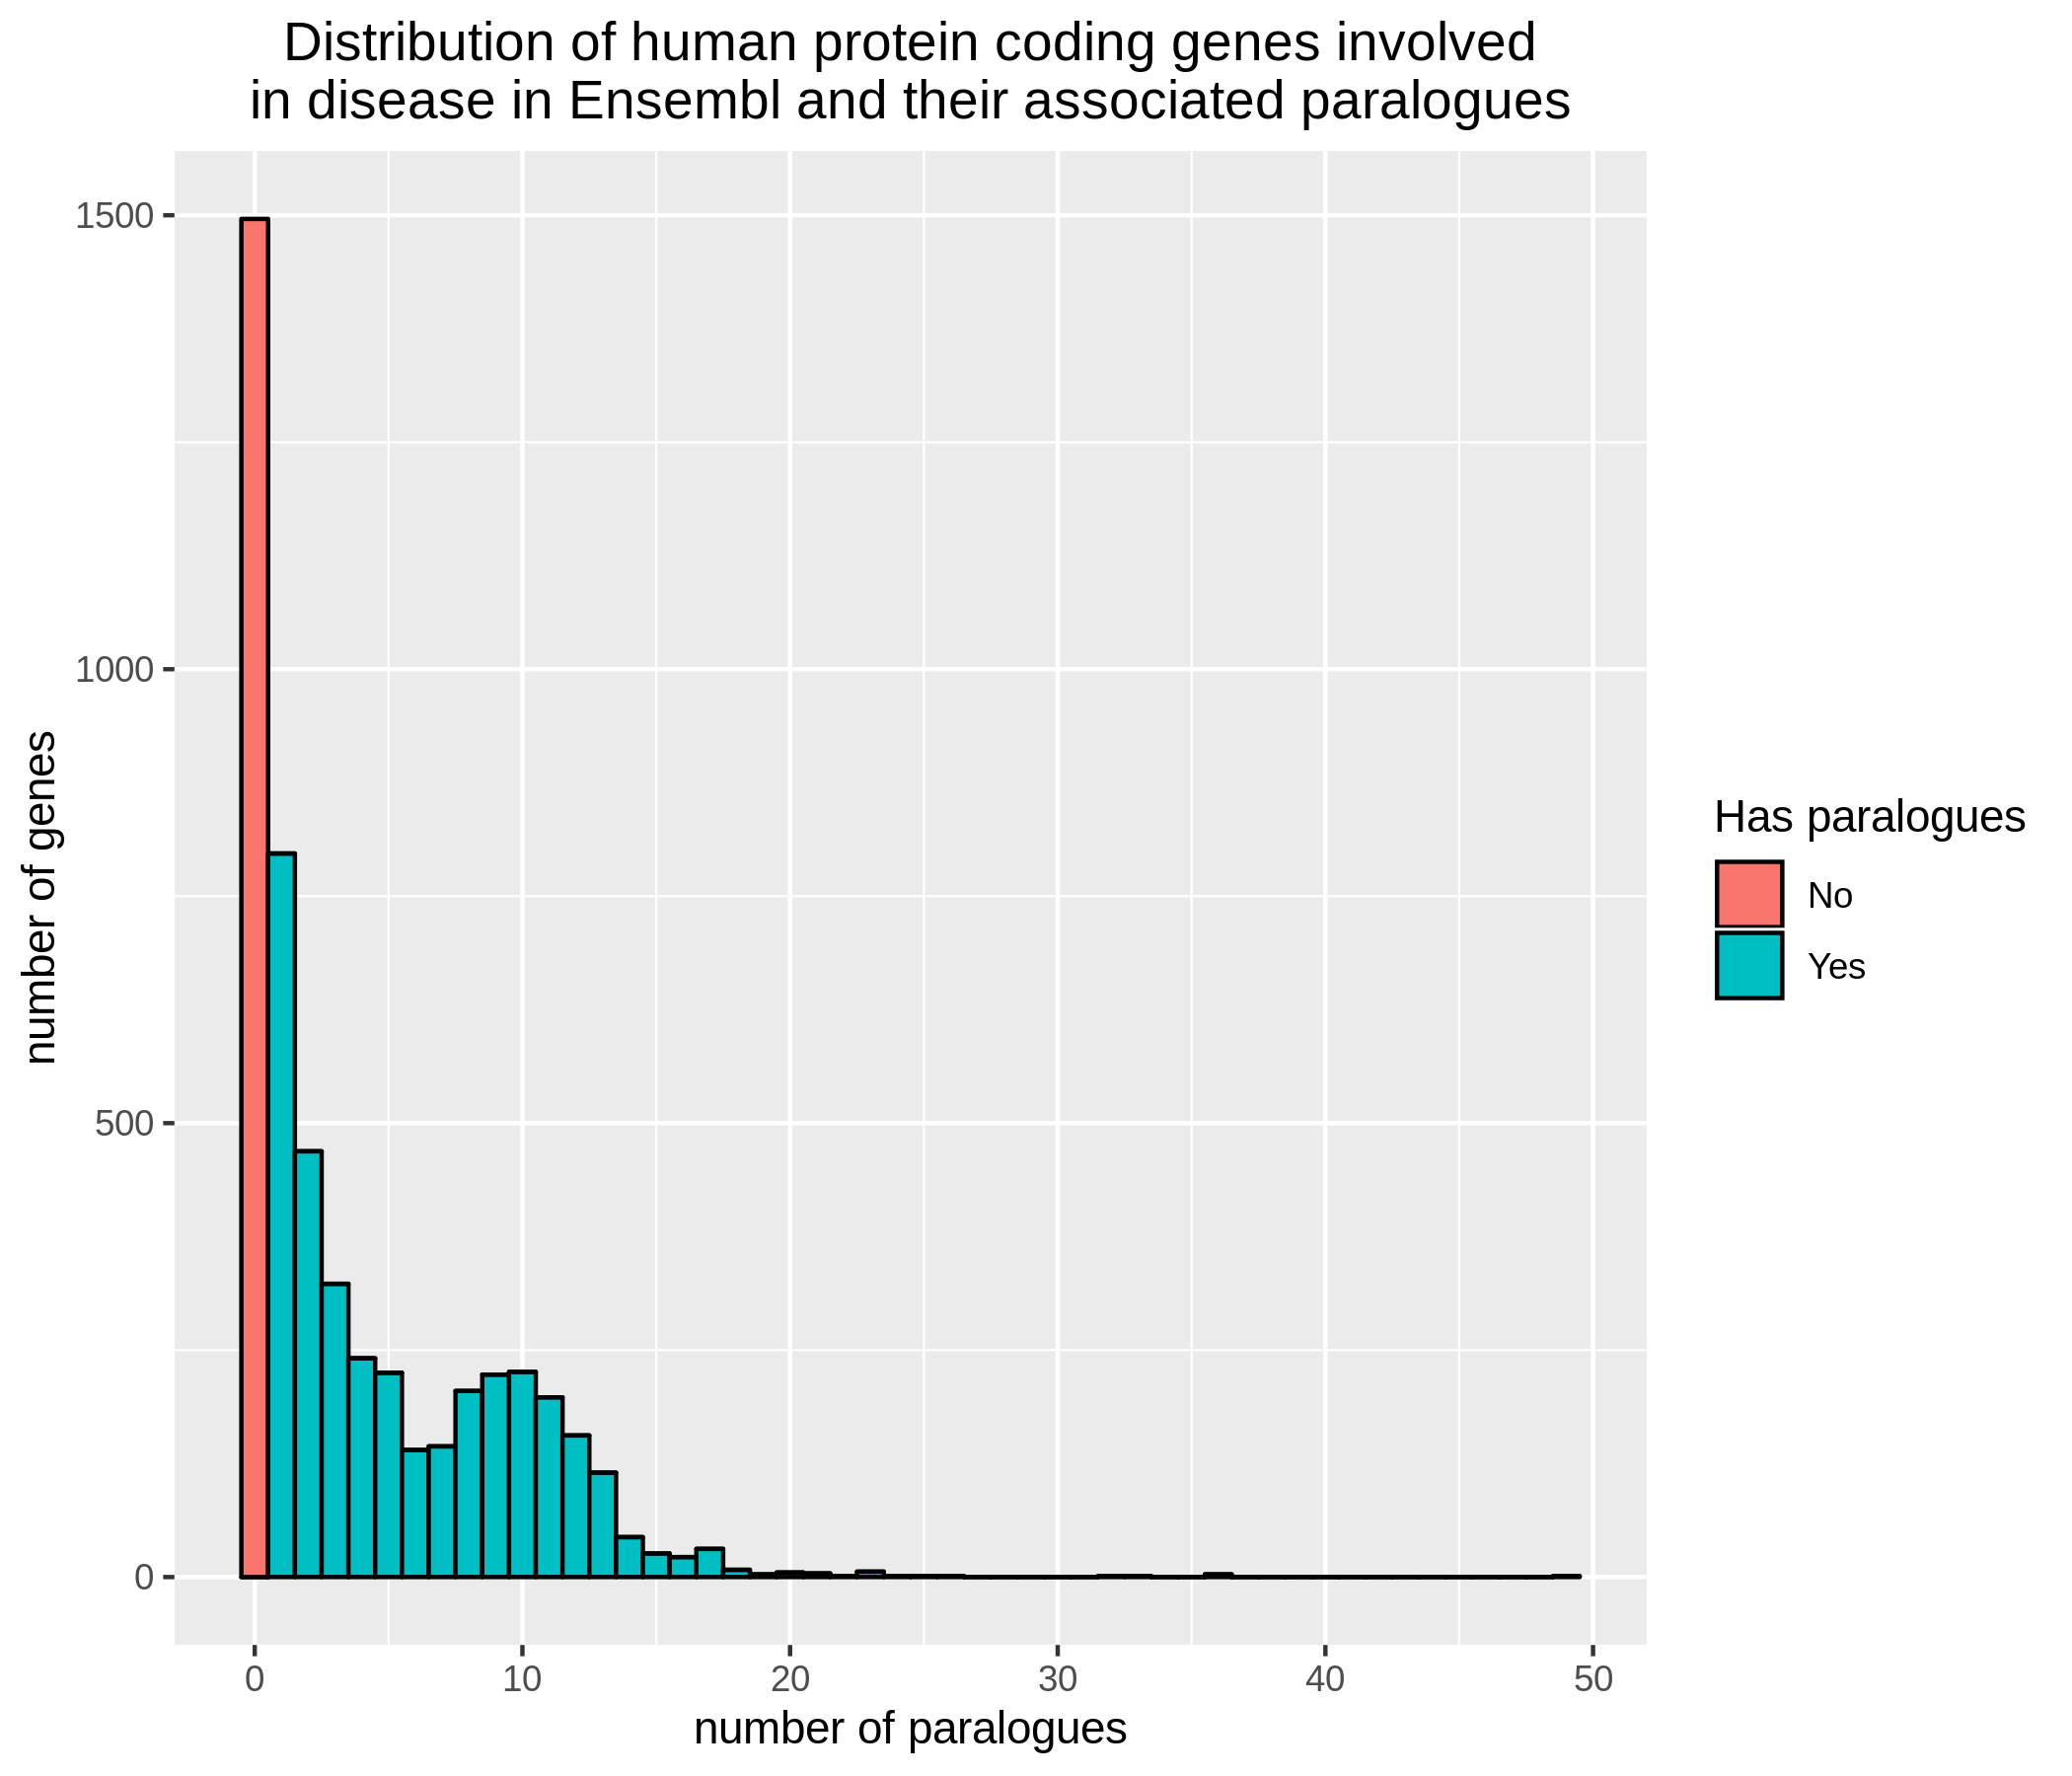 Distribution of human protein coding genes involved
in disease in Ensembl and their associated paralogues
number of genes
1500
1000
500
0
0 10 20 30 40 50
number of paralogues
Has paralogues
No
Yes